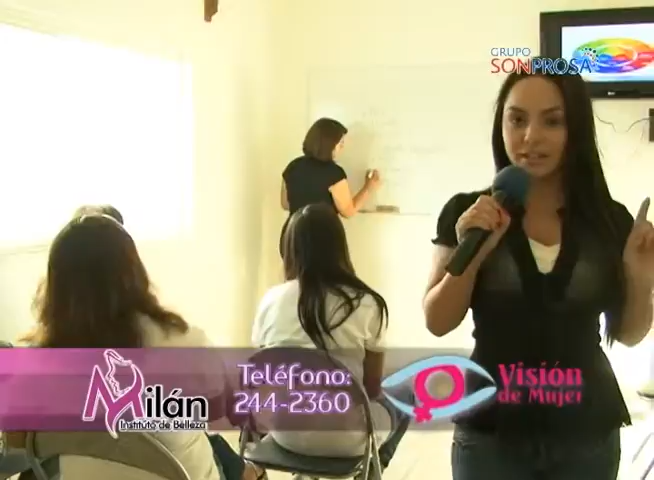 GRUPO
SONPROSA
Milán
Instituto de Belleza
Teléfono:
244-2360
Visión
de Mujer